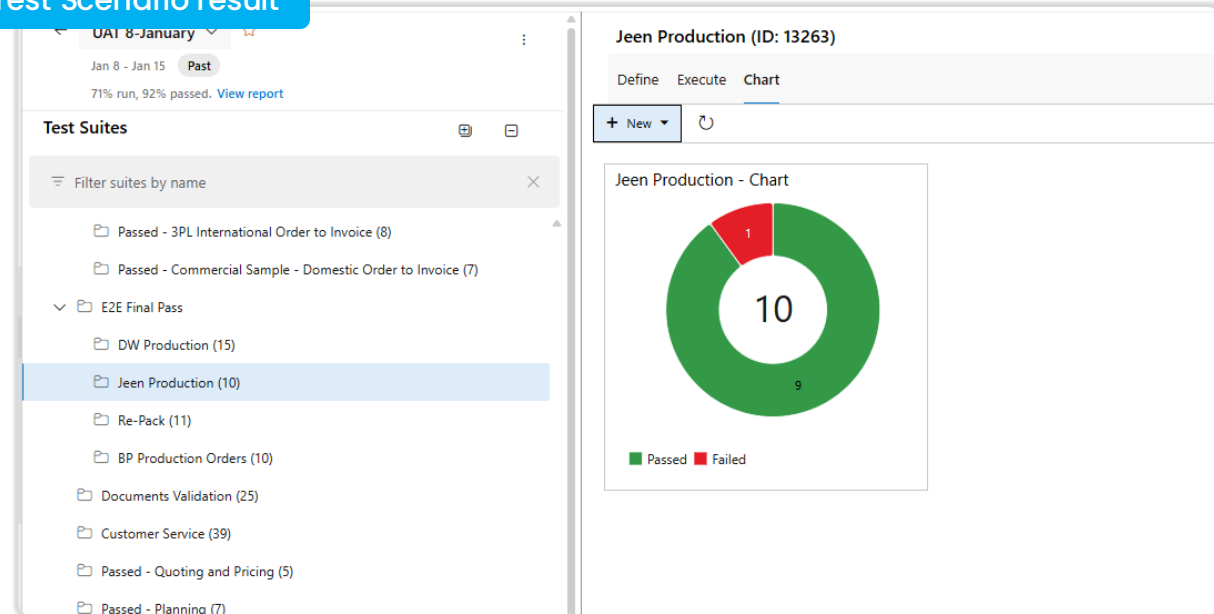 Test Scenario result
UAT 8-January
Jan 8 - Jan 15 Past
71% run, 92% passed. View report
Test Suites
Filter suites by name
Passed - 3PL International Order to Invoice (8)
Passed - Commercial Sample - Domestic Order to Invoice (7)
E2E Final Pass
DW Production (15)
Jeen Production (10)
Re-Pack (11)
BP Production Orders (10)
Documents Validation (25)
Customer Service (39)
Passed - Quoting and Pricing (5)
Passed - Planning (7)
Jeen Production (ID: 13263)
Define Execute Chart
+ New
Jeen Production - Chart
1
10
9
Passed Failed